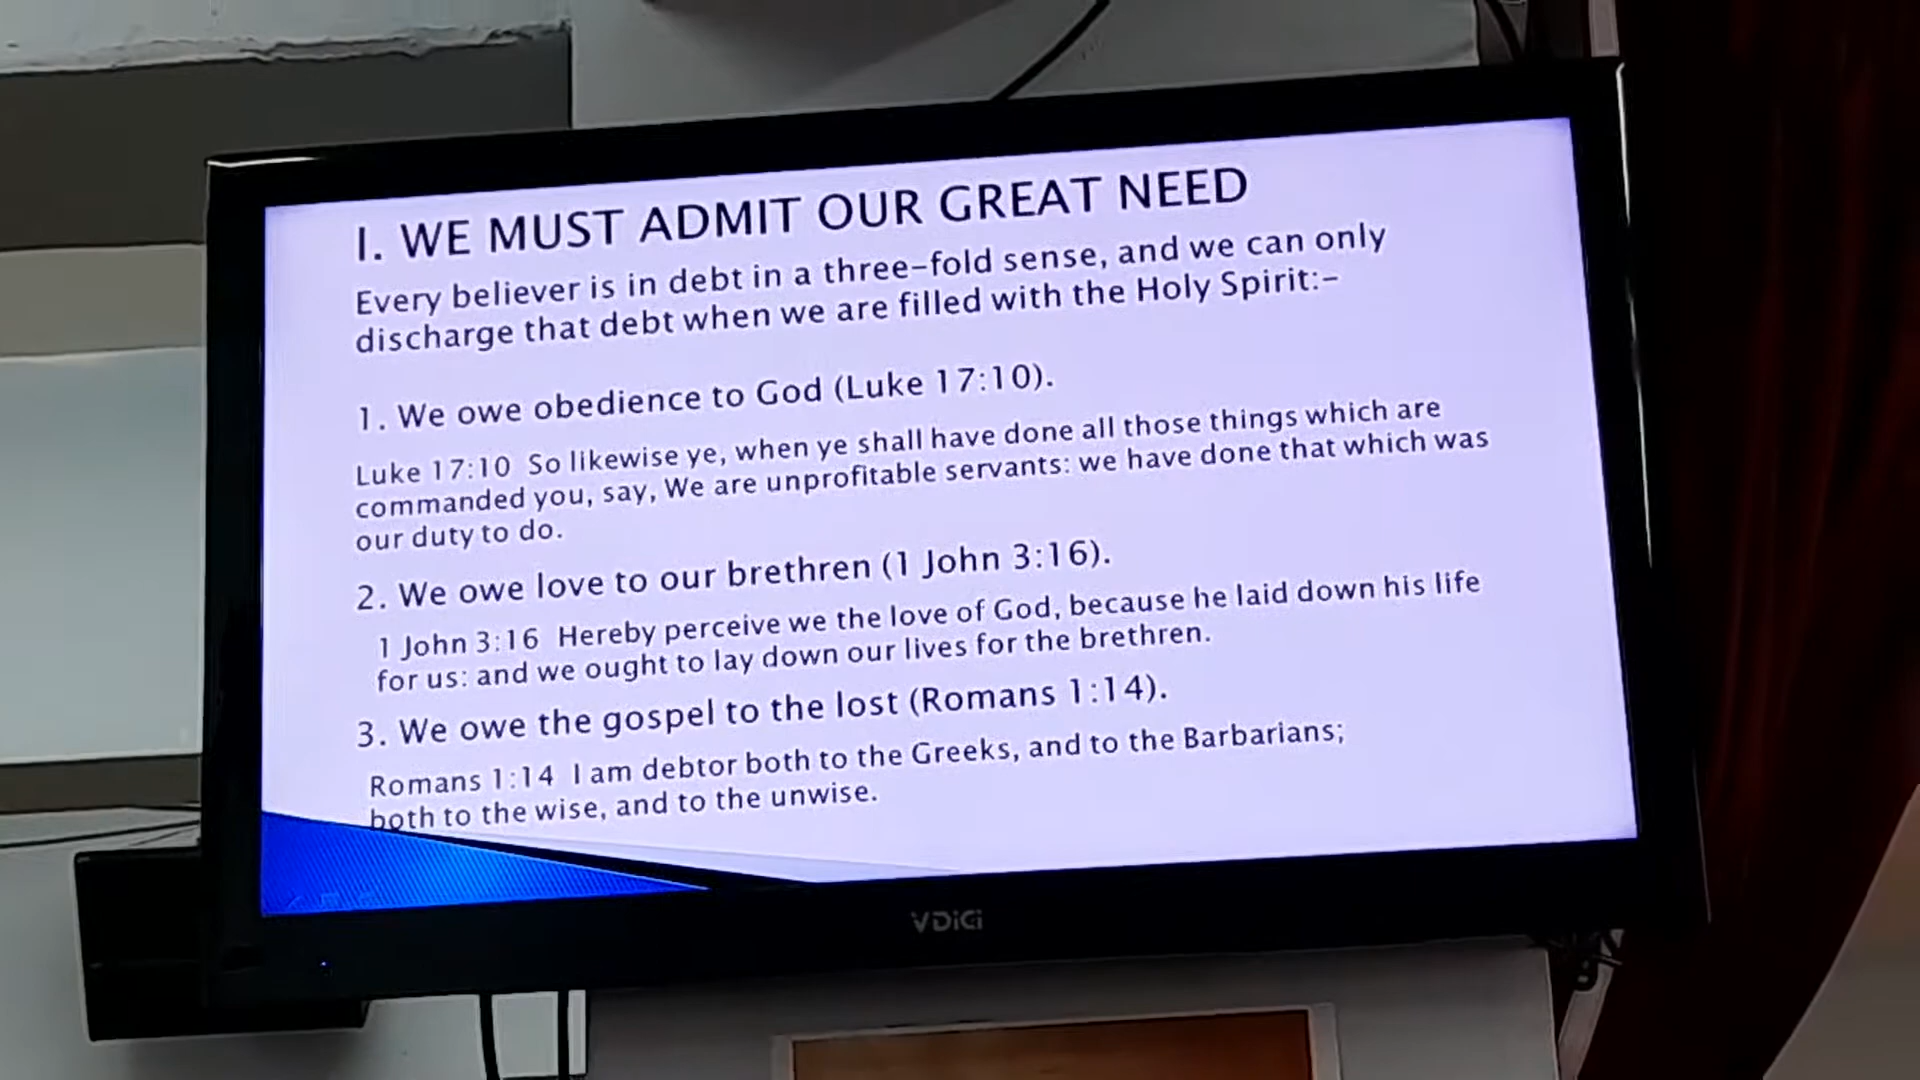 I. WE MUST ADMIT OUR GREAT NEED
Every believer is in debt in a three-fold sense, and we can only
discharge that debt when we are filled with the Holy Spirit:-
1. We owe obedience to God (Luke 17:10).
Luke 17:10 So likewise ye, when ye shall have done all those things which are
commanded you, say, We are unprofitable servants: we have done that which was
our duty to do.
2. We owe love to our brethren (1 John 3:16).
1 John 3:16 Hereby perceive we the love of God, because he laid down his life
for us: and we ought to lay down our lives for the brethren.
3. We owe the gospel to the lost (Romans 1:14).
Romans 1:14 I am debtor both to the Greeks, and to the Barbarians;
both to the wise, and to the unwise.
VDiGi